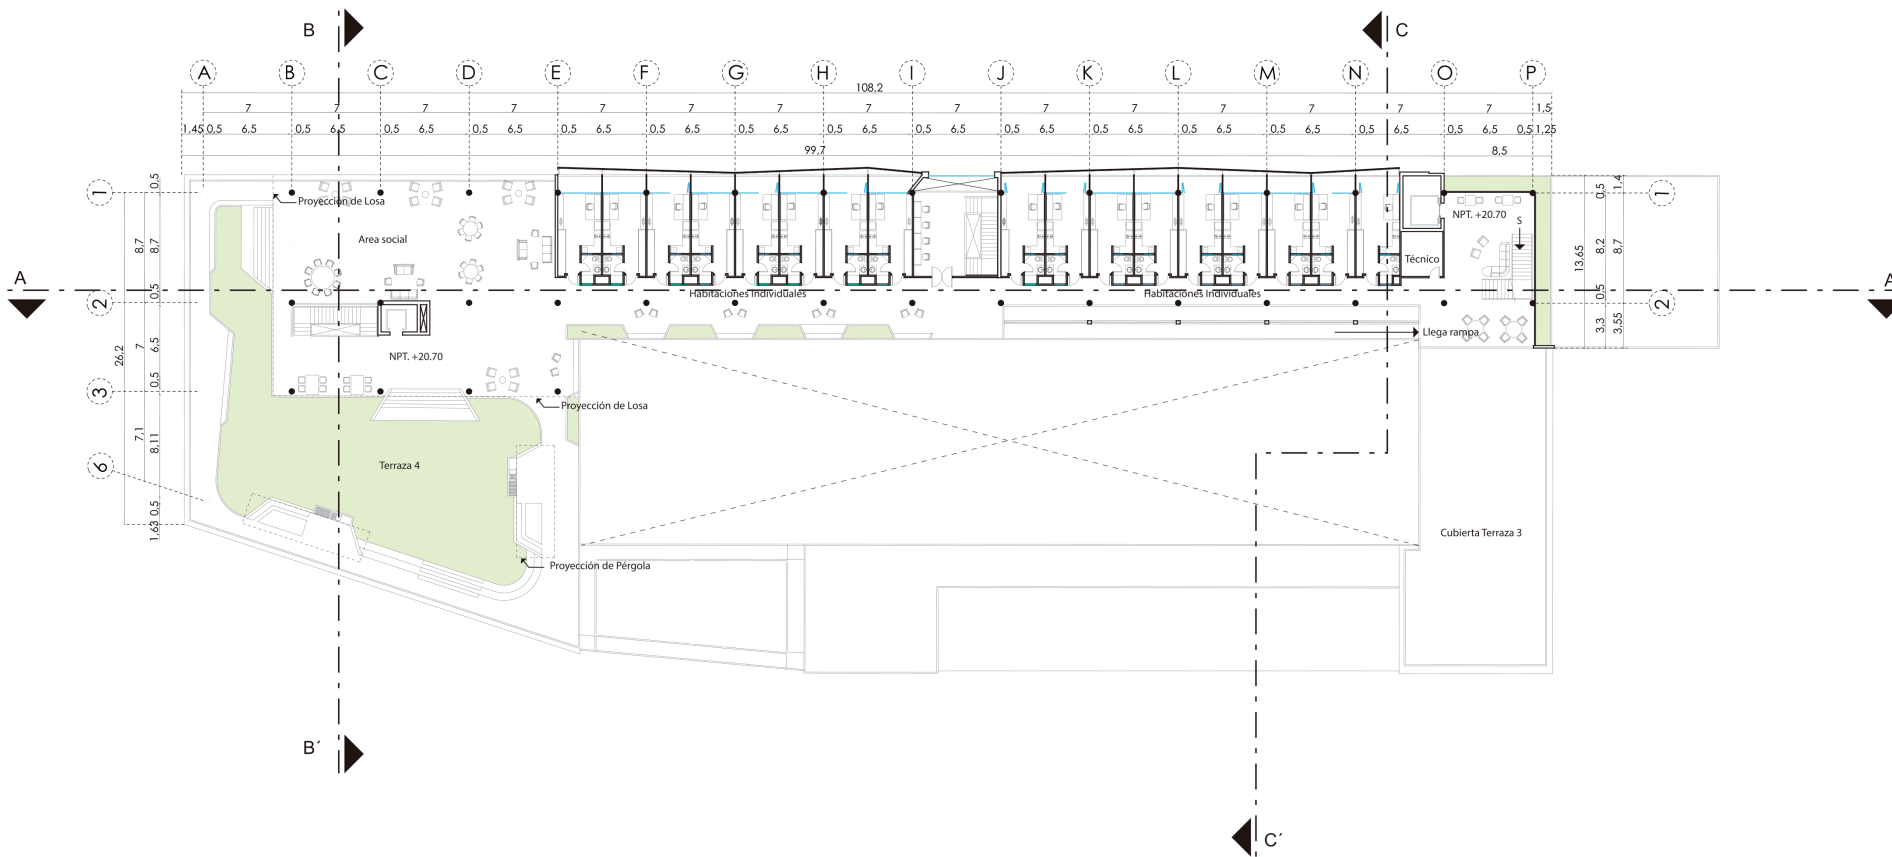 B
C
A B C D E F G H I J K L M N O P
108,2
7 7 7 7 7 7 7 7 7 7 7 7 7 7 7 1,5
1,45 0,5 6,5 0,5 6,5 0,5 6,5 0,5 6,5 0,5 6,5 0,5 6,5 0,5 6,5 0,5 6,5 0,5 6,5 0,5 6,5 0,5 6,5 0,5 6,5 0,5 6,5 0,5 6,5 0,5 6,5 0,5 1,25
99,7 8,5
0,5
0,5 1,4
1
1
Proyección de Losa
NPT. +20.70
S
Area social
8,7 8,7
13,65 8,2 8,7
Técnico
A
A
2
0,5
Habitaciones Individuales
Habitaciones Individuales
0,5
2
3,3 3,55
Llega rampa
26,2 7 6,5
NPT. +20.70
0,5
3
Proyección de Losa
7,1 8,11
6
Terraza 4
0,5
1,63
Cubierta Terraza 3
Proyección de Pérgola
B´
C´